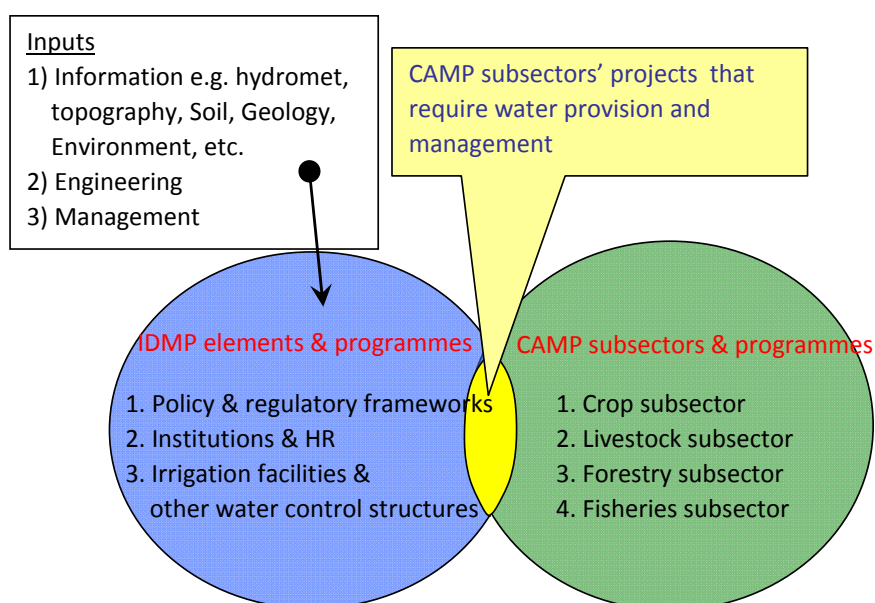 Inputs
1) Information e.g. hydromet,
topography, Soil, Geology,
Environment, etc.
2) Engineering
3) Management
CAMP subsectors’ projects that
require water provision and
management
IDMP elements & programmes
1. Policy & regulatory frameworks
2. Institutions & HR
3. Irrigation facilities &
other water control structures
CAMP subsectors & programmes
1. Crop subsector
2. Livestock subsector
3. Forestry subsector
4. Fisheries subsector